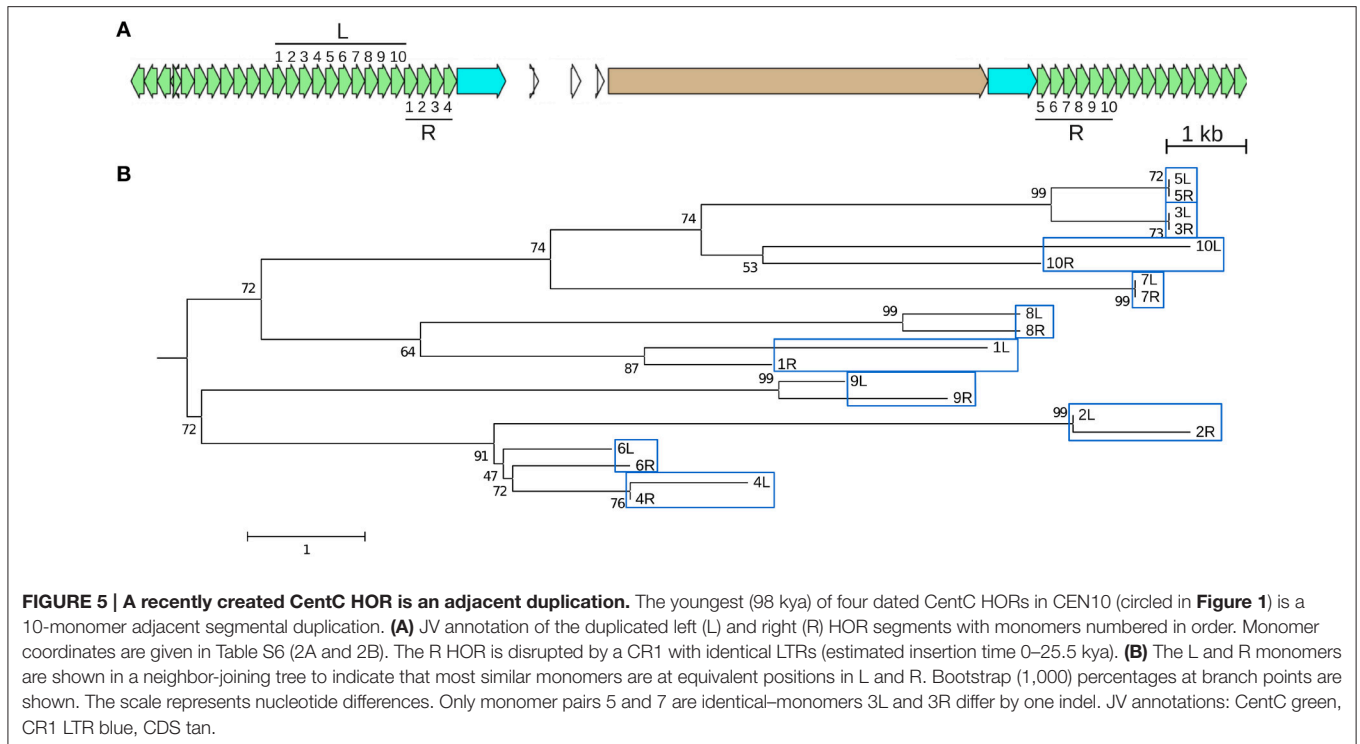 A
L
1 2 3 4 5 6 7 8 9 10
1 2 3 4
R
5 6 7 8 9 10
R
1 kb
B
72
5L
5R
99
3L
3R
73
74
10L
53
10R
74
7L
7R
99
72
8L
99
8R
64
1L
87
1R
99
9L
9R
72
99
2L
2R
91
6L
47
6R
72
4L
76
4R
1
FIGURE 5 | A recently created CentC HOR is an adjacent duplication. The youngest (98 kya) of four dated CentC HORs in CEN10 (circled in Figure 1) is a
10-monomer adjacent segmental duplication. (A) JV annotation of the duplicated left (L) and right (R) HOR segments with monomers numbered in order. Monomer
coordinates are given in Table S6 (2A and 2B). The R HOR is disrupted by a CR1 with identical LTRs (estimated insertion time 0–25.5 kya). (B) The L and R monomers
are shown in a neighbor-joining tree to indicate that most similar monomers are at equivalent positions in L and R. Bootstrap (1,000) percentages at branch points are
shown. The scale represents nucleotide differences. Only monomer pairs 5 and 7 are identical–monomers 3L and 3R differ by one indel. JV annotations: CentC green,
CR1 LTR blue, CDS tan.